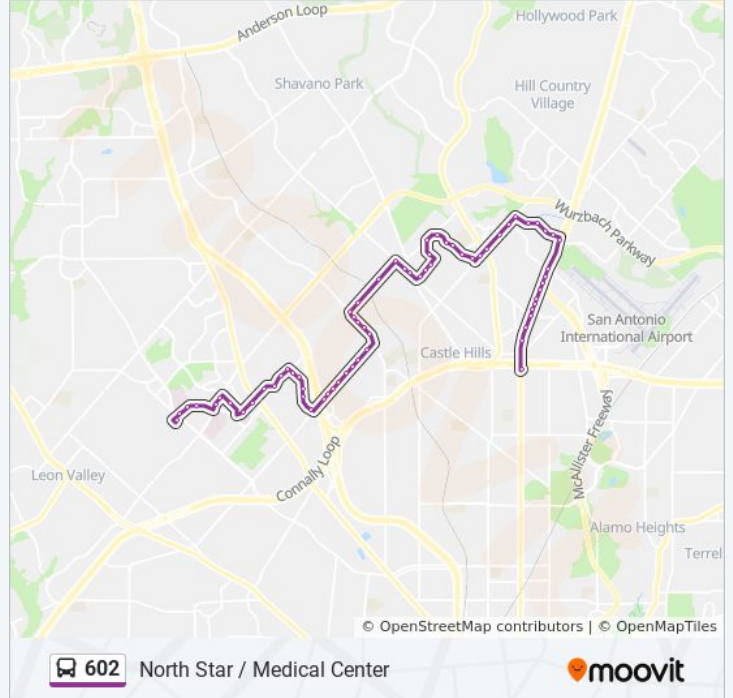 Hollywood Park
Anderson Loop
Shavano Park
Hill Country
Village
Wurzbach Parkway
San Antonio
International Airport
Castle Hills
McAllister Freeway
Connally Loop
Leon Valley
Alamo Heights
Terrel
© OpenStreetMap contributors | © OpenMapTiles
602 North Star / Medical Center
moovit